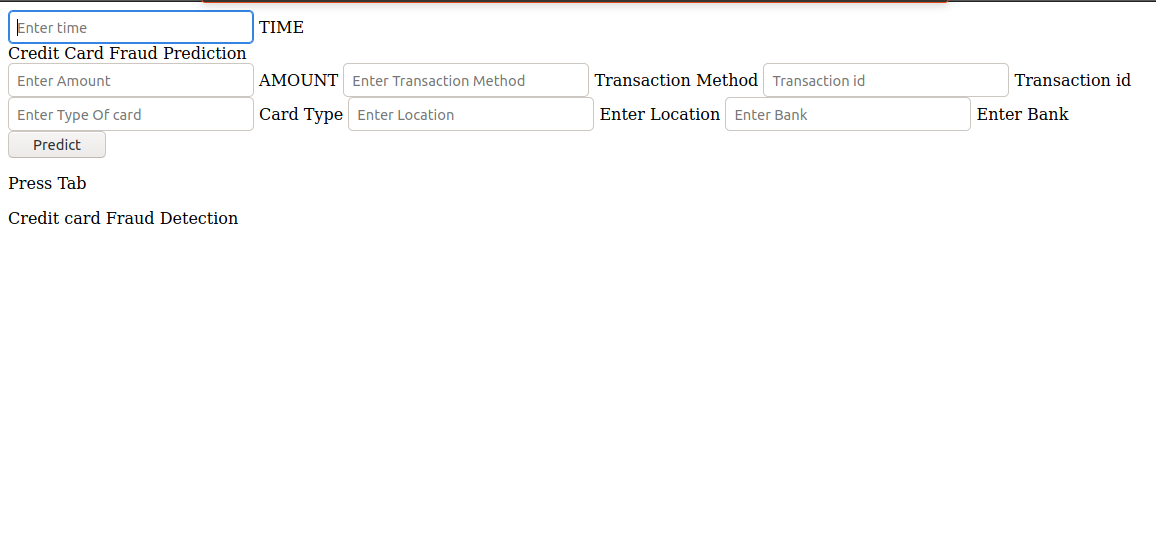 Enter time TIME
Credit Card Fraud Prediction
Enter Amount AMOUNT Enter Transaction Method Transaction Method Transaction id Transaction id
Enter Type Of card Card Type Enter Location Enter Location Enter Bank Enter Bank
Predict
Press Tab
Credit card Fraud Detection